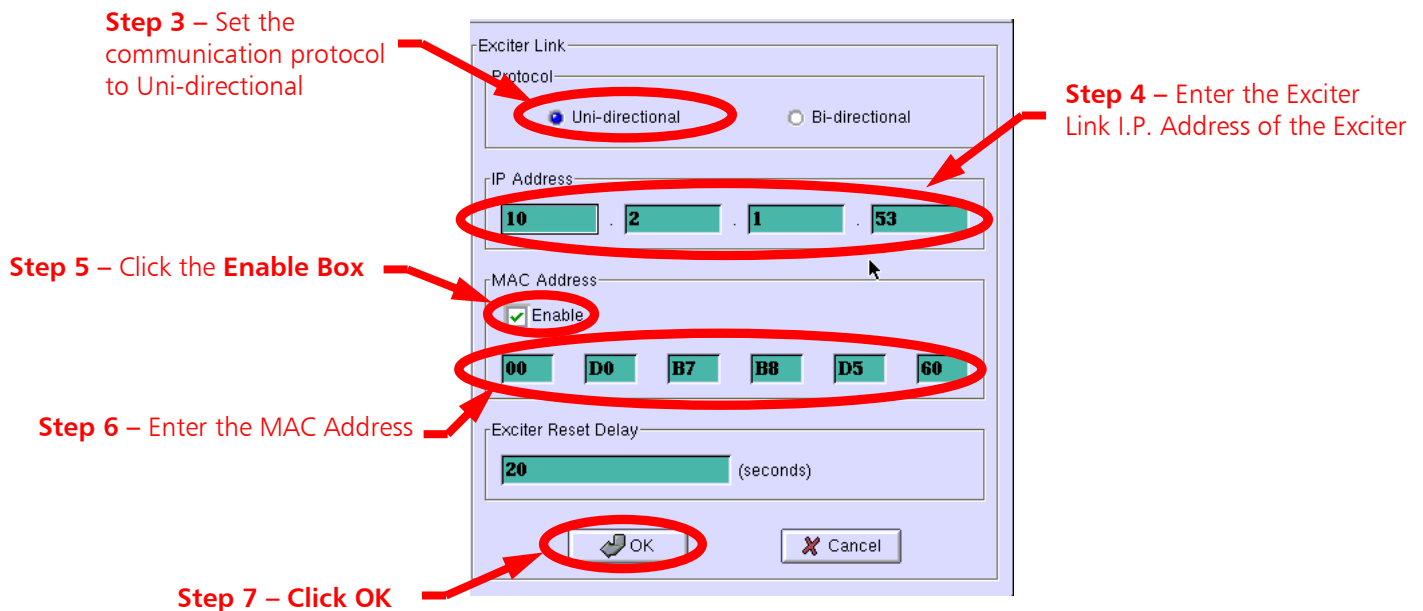 Step 3 – Set the
communication protocol
to Uni-directional
Exciter Link
Protocol
Uni-directional
Bi-directional
Step 4 – Enter the Exciter
Link I.P. Address of the Exciter
IP Address
10 . 2 . 1 . 53
Step 5 – Click the Enable Box
MAC Address
Enable
00 D0 B7 B8 D5 60
Step 6 – Enter the MAC Address
Exciter Reset Delay
20 (seconds)
OK
Cancel
Step 7 – Click OK